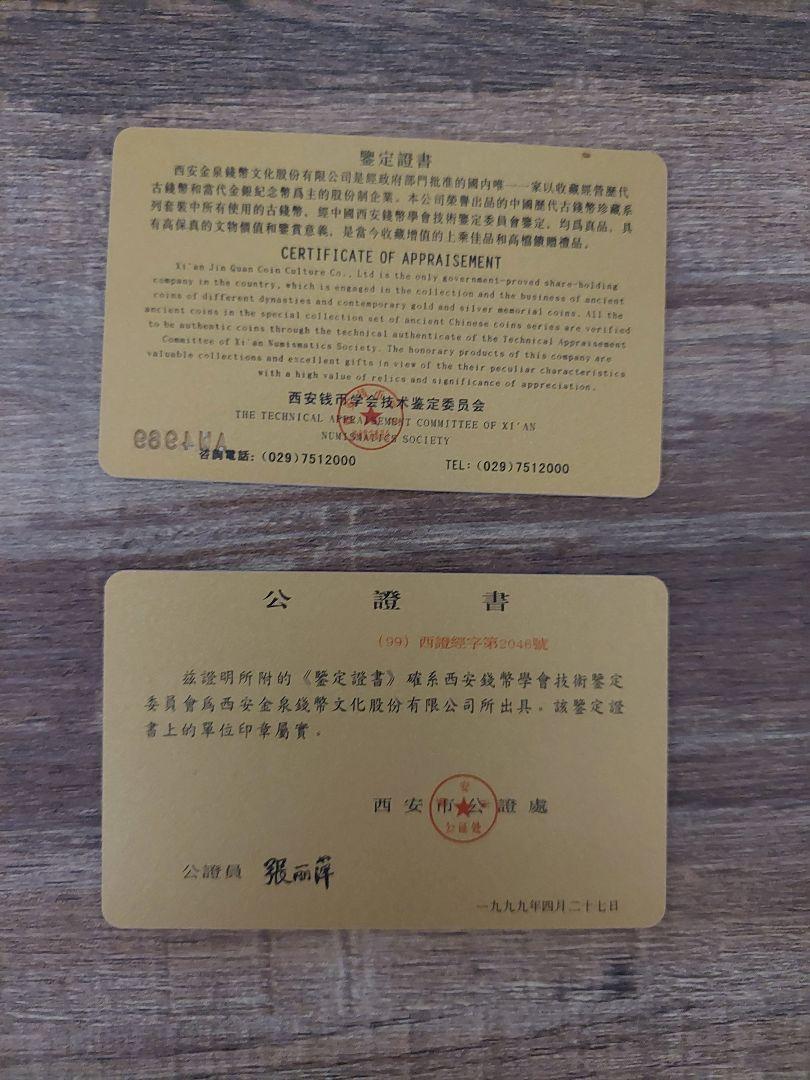 鑒定證書
西安金泉錢幣文化股份有限公司是經政府部門批准的國内唯一一家以收藏經營歷代
古錢幣和當代金銀紀念幣爲主的股份制企業。本公司榮譽出品的中國歷代古錢幣珍藏系
列套裝中所有使用的古錢幣，經中國西安錢幣學會技術鑒定委員會鑒定，均爲真品，具
有高保真的文物價值和鑒賞意義，是當今收藏增值的上乘佳品和高檔饋贈禮品。
CERTIFICATE OF APPRAISEMENT
Xi'an Jin Quan Coin Culture Co., Ltd is the only government-proved share-holding
company in the country, which is engaged in the collection and the business of ancient
coins of different dynasties and contemporary gold and silver memorial coins. All the
ancient coins in the special collection set of ancient Chinese coins series are verified
to be authentic coins through the technical authenticate of the Technical Appraisement
Committee of Xi'an Numismatics Society. The honorary products of this company are
valuable collections and excellent gifts in view of the their peculiar characteristics
with a high value of relics and significance of appreciation.
西安钱币学会技术鉴定委员会
THE TECHNICAL APPRAISEMENT COMMITTEE OF XI'AN
NUMISMATICS SOCIETY
咨詢電話：(029)7512000
TEL：(029)7512000
公 證 書
(99) 西證經字第2046號
兹證明所附的《鑒定證書》確系西安錢幣學會技術鑒定
委員會爲西安金泉錢幣文化股份有限公司所出具。該鑒定證
書上的單位印章屬實。
西安市公證處
公證員 張丽萍
一九九九年四月二十七日